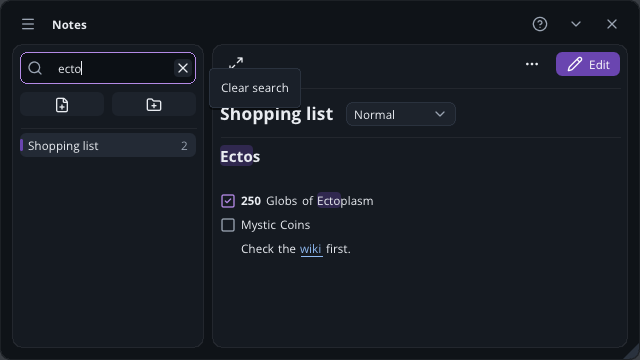 Notes
ecto
Clear search
Edit
Shopping list 2
Shopping list Normal
Ectos
250 Globs of Ectoplasm
Mystic Coins
Check the wiki first.